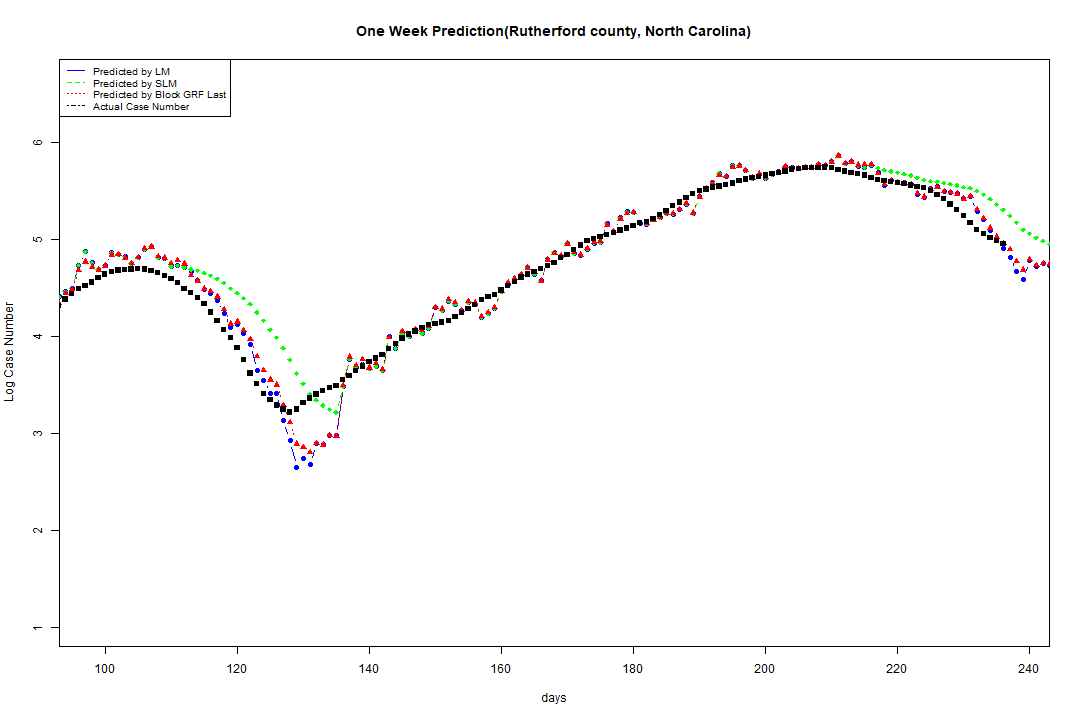 One Week Prediction(Rutherford county, North Carolina)
Predicted by LM
Predicted by SLM
Predicted by Block GRF Last
Actual Case Number
6
5
4
3
2
1
Log Case Number
100 120 140 160 180 200 220 240
days